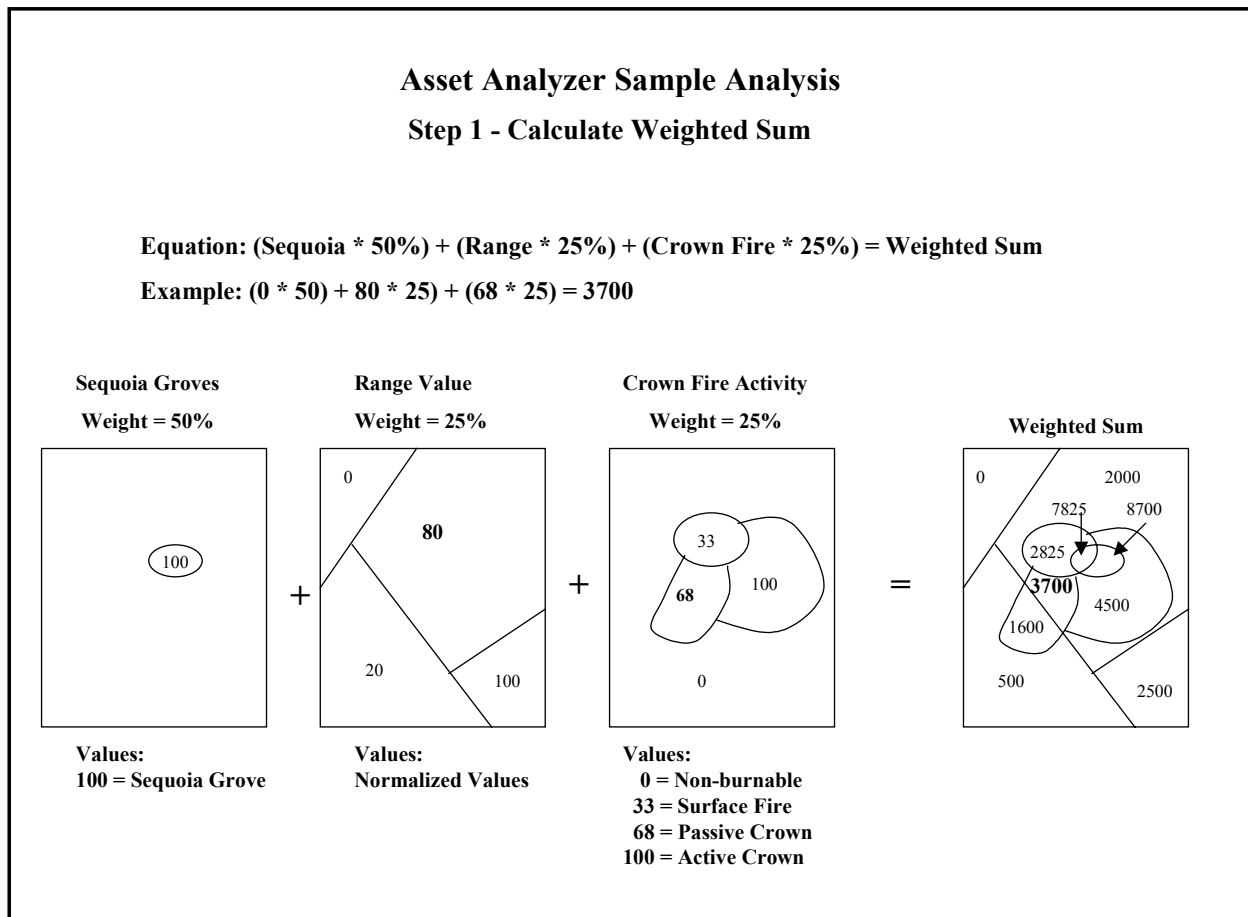 Asset Analyzer Sample Analysis
Step 1 - Calculate Weighted Sum
Equation: (Sequoia * 50%) + (Range * 25%) + (Crown Fire * 25%) = Weighted Sum
Example: (0 * 50) + 80 * 25) + (68 * 25) = 3700
Sequoia Groves
Weight = 50%
100
Values:
100 = Sequoia Grove
+
Range Value
Weight = 25%
0
80
20
100
Values:
Normalized Values
+
Crown Fire Activity
Weight = 25%
33
68
100
0
Values:
0 = Non-burnable
33 = Surface Fire
68 = Passive Crown
100 = Active Crown
=
Weighted Sum
0
2000
7825
8700
2825
3700
4500
1600
500
2500